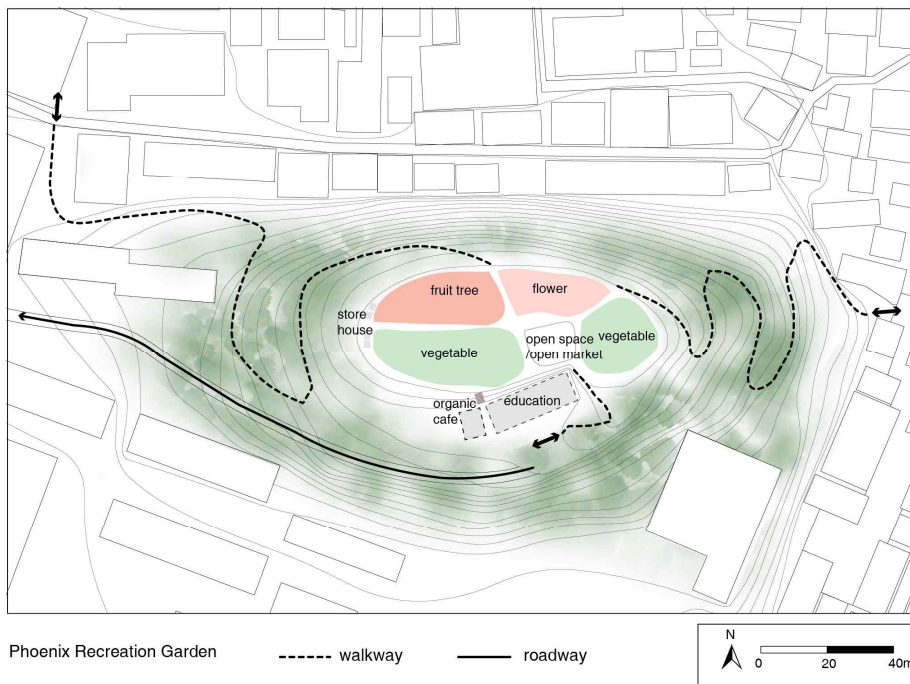 fruit tree
flower
store
house
vegetable
open space
/open market
vegetable
organic
cafe
education
Phoenix Recreation Garden
walkway
roadway
N
0
20
40m